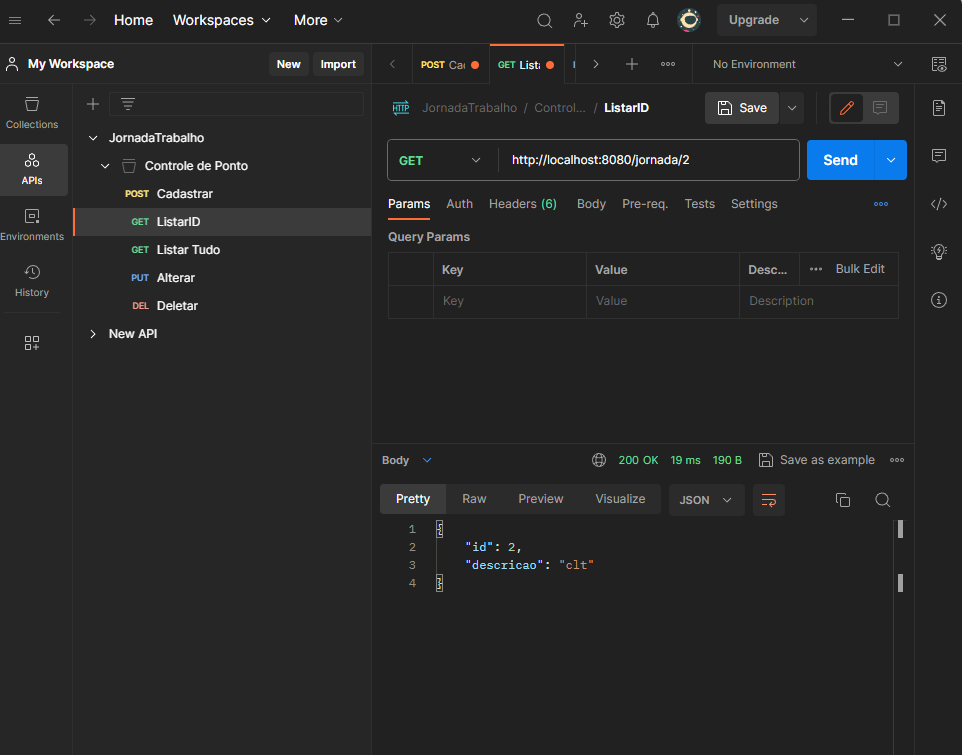 Home Workspaces More Upgrade
My Workspace New Import POST Ca GET List No Environment
Collections
APIs
Environments
History
JornadaTrabalho
Controle de Ponto
POST Cadastrar
GET ListarID
GET Listar Tudo
PUT Alterar
DEL Deletar
New API
HTTP JornadaTrabalho / Control... / ListarID Save
GET http://localhost:8080/jornada/2 Send
Params Auth Headers (6) Body Pre-req. Tests Settings
Query Params
Key Value Desc... Bulk Edit
Key Value Description
Body 200 OK 19 ms 190 B Save as example
Pretty Raw Preview Visualize JSON
1 {
2 "id": 2,
3 "descricao": "clt"
4 }